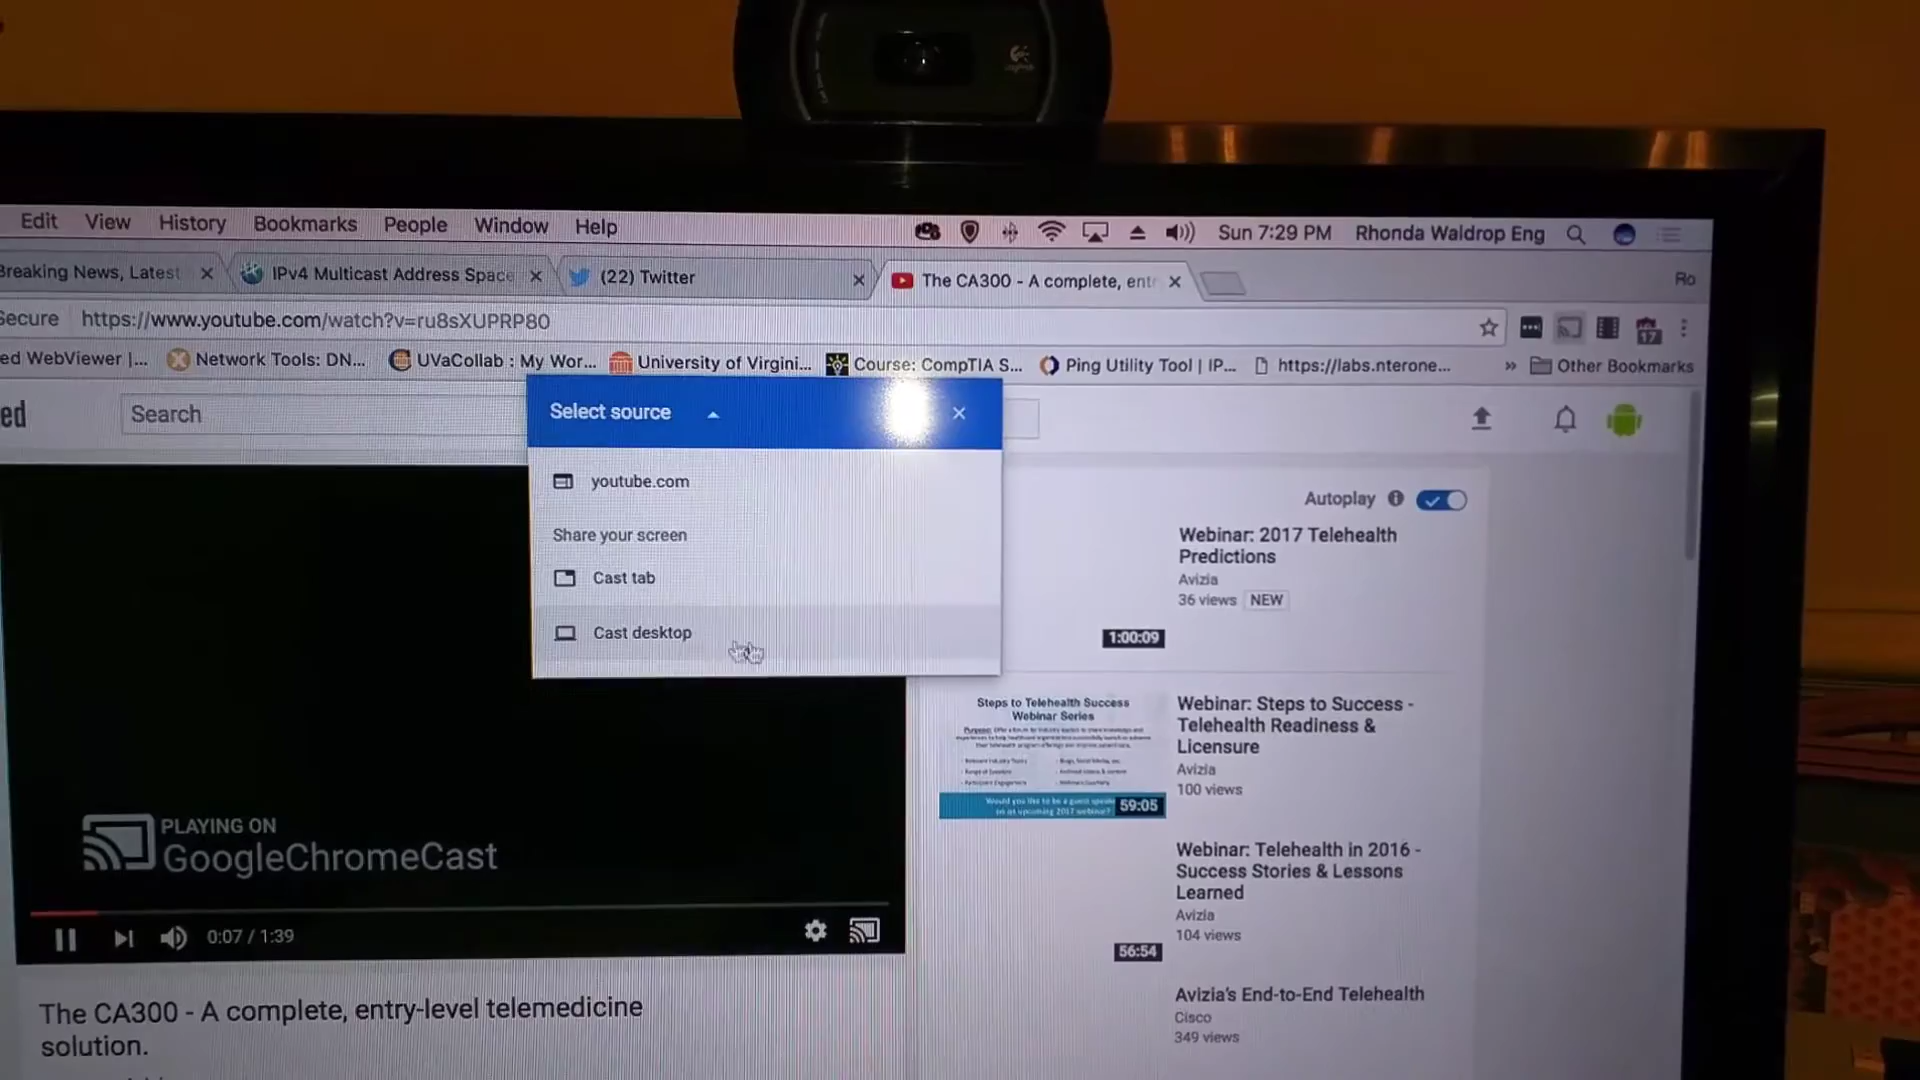 Edit View History Bookmarks People Window Help Sun 7:29 PM Rhonda Waldrop Eng
Breaking News, Latest IPv4 Multicast Address Space (22) Twitter The CA300 - A complete, ent Ro
Secure https://www.youtube.com/watch?v=ru8sXUPRP80
17
ed WebViewer |... Network Tools: DN... UVaCollab : My Wor... University of Virgini... Course: CompTIA S... Ping Utility Tool | IP... https://labs.nterone... » Other Bookmarks
ed Search
Select source
youtube.com
Share your screen
Cast tab
Cast desktop
Autoplay
Webinar: 2017 Telehealth
Predictions
Avizia
36 views NEW
1:00:09
Steps to Telehealth Success
Webinar Series
59:05
Webinar: Steps to Success -
Telehealth Readiness &
Licensure
Avizia
100 views
Webinar: Telehealth in 2016 -
Success Stories & Lessons
Learned
Avizia
104 views
56:54
Avizia's End-to-End Telehealth
Cisco
349 views
PLAYING ON
GoogleChromeCast
0:07 / 1:39
The CA300 - A complete, entry-level telemedicine
solution.